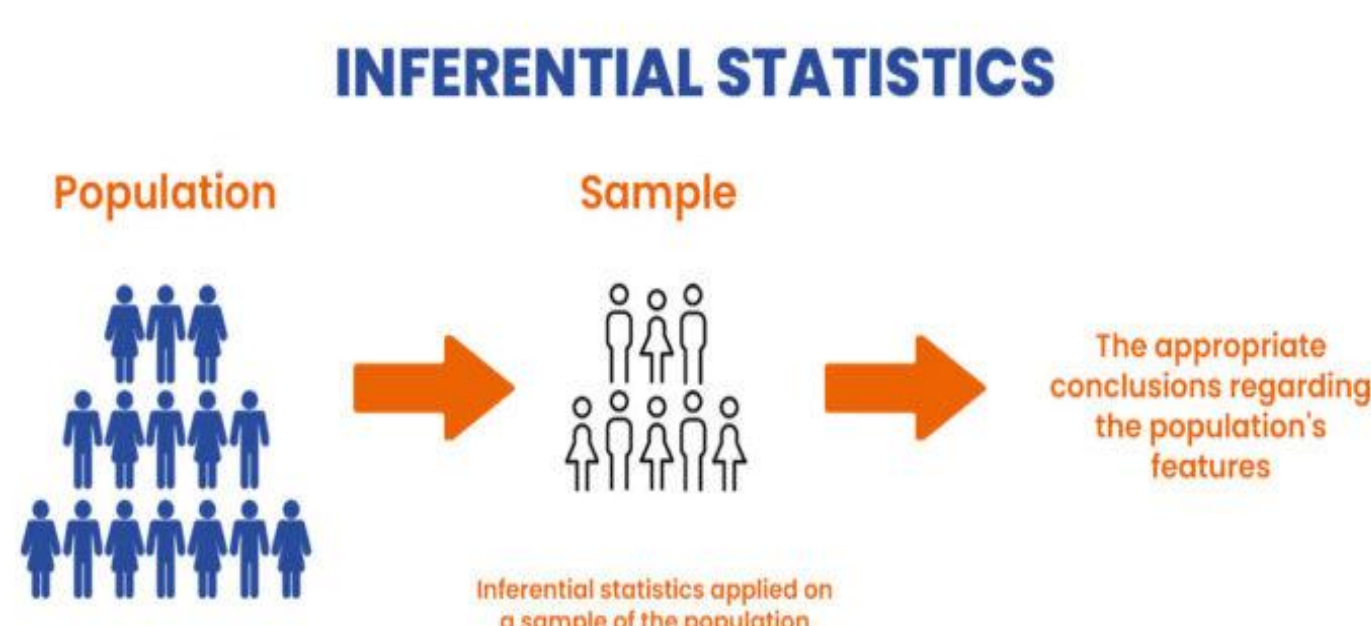 INFERENTIAL STATISTICS
Population
Sample
The appropriate
conclusions regarding
the population's
features
Inferential statistics applied on
a sample of the population